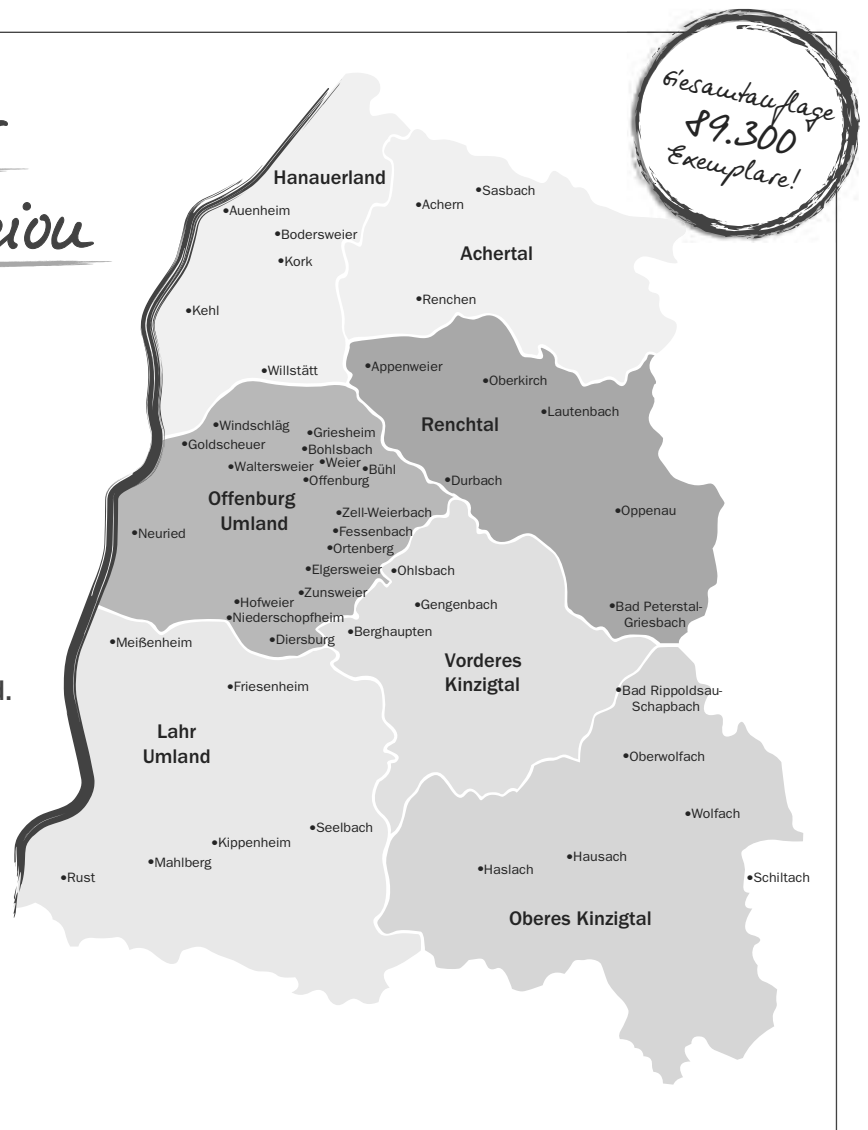 Gesamtauflage
89.300
Exemplare!
Hanauerland
•Sasbach
•Achern
•Auenheim
•Bodersweier
Achertal
•Kork
•Renchen
•Kehl
•Appenweier
•Willstätt
•Oberkirch
•Lautenbach
Renchtal
•Windschläg
•Griesheim
•Goldscheuer
•Bohlsbach
•Weier
•Waltersweier
•Bühl
•Offenburg
•Durbach
Offenburg
Umland
•Zell-Weierbach
•Oppenau
•Neuried
•Fessenbach
•Ortenberg
•Elgersweier
•Ohlsbach
•Zunsweier
•Hofweier
•Gengenbach
•Bad Peterstal-
Griesbach
•Niederschopfheim
•Berghaupten
•Diersburg
•Meißenheim
Vorderes
Kinzigtal
•Friesenheim
•Bad Rippoldsau-
Schapbach
Lahr
Umland
•Oberwolfach
•Wolfach
•Seelbach
•Kippenheim
•Hausach
•Mahlberg
•Haslach
•Rust
•Schiltach
Oberes Kinzigtal